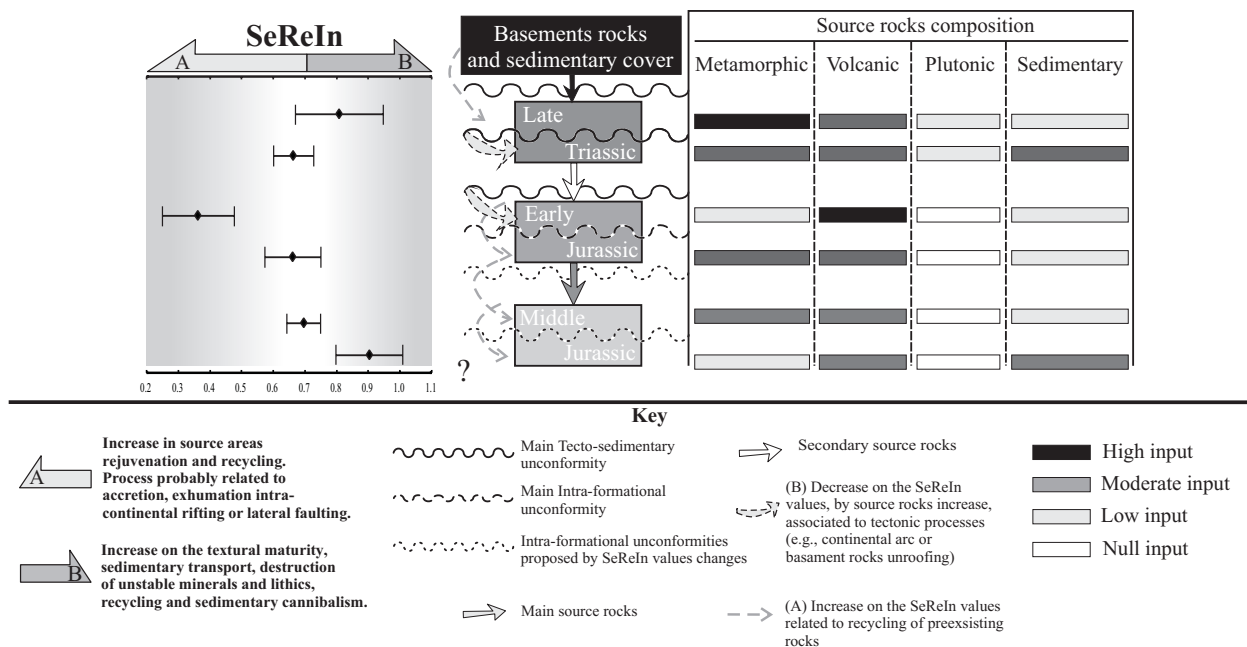 SeReIn
A
B
0.2 0.3 0.4 0.5 0.6 0.7 0.8 0.9 1.0 1.1
Basements rocks
and sedimentary cover
Late
Triassic
Early
Jurassic
Middle
Jurassic
?
Source rocks composition
Metamorphic Volcanic Plutonic Sedimentary
Key
A
Increase in source areas
rejuvenation and recycling.
Process probably related to
accretion, exhumation intra-
continental rifting or lateral faulting.
B
Increase on the textural maturity,
sedimentary transport, destruction
of unstable minerals and lithics,
recycling and sedimentary cannibalism.
Main Tecto-sedimentary
unconformity
Main Intra-formational
unconformity
Intra-formational unconformities
proposed by SeReIn values changes
Main source rocks
Secondary source rocks
(B) Decrease on the SeReIn
values, by source rocks increase,
associated to tectonic processes
(e.g., continental arc or
basament rocks unroofing)
(A) Increase on the SeReIn values
related to recycling of preexisting
rocks
High input
Moderate input
Low input
Null input